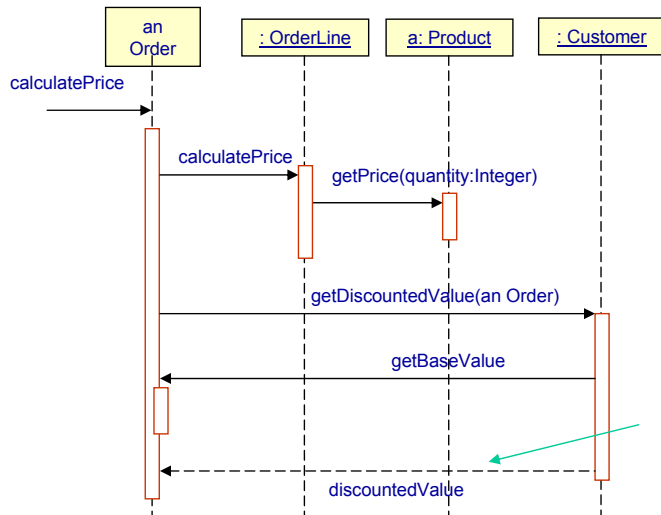 an
Order
: OrderLine
a: Product
: Customer
calculatePrice
calculatePrice
getPrice(quantity:Integer)
getDiscountedValue(an Order)
getBaseValue
discountedValue